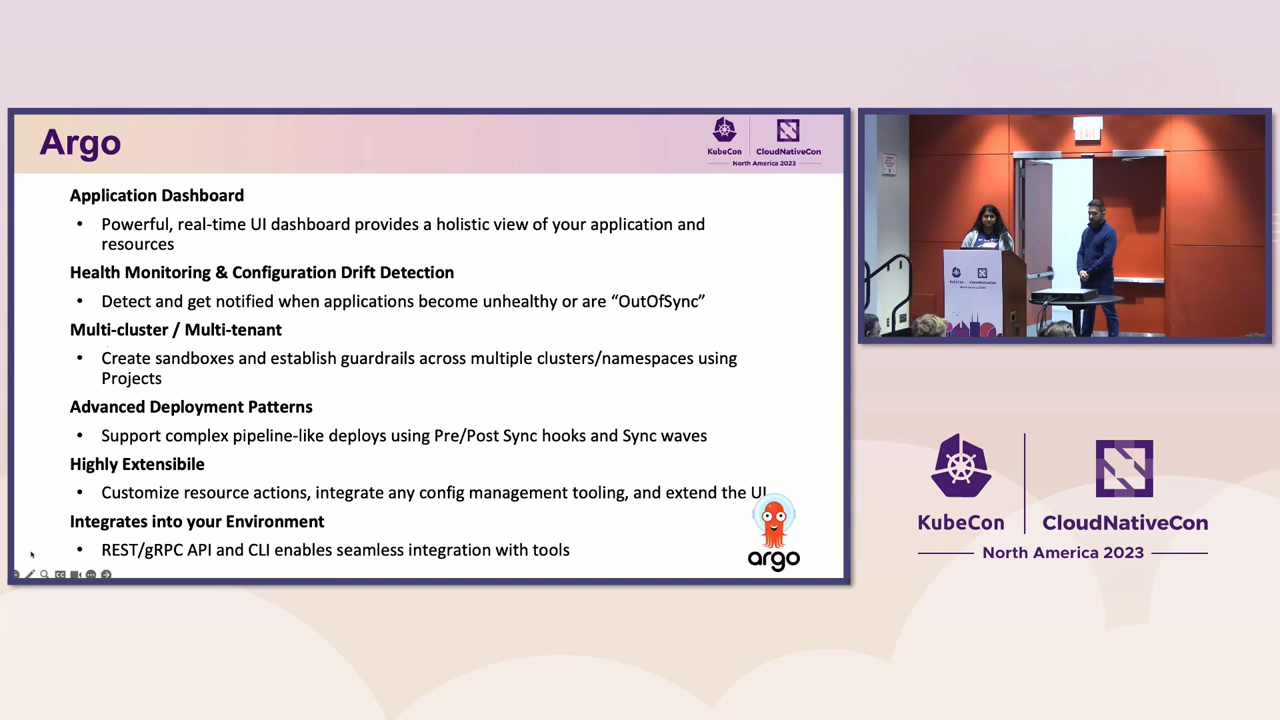 Argo
KubeCon
CloudNativeCon
North America 2023
Application Dashboard
• Powerful, real-time UI dashboard provides a holistic view of your application and
resources
Health Monitoring & Configuration Drift Detection
• Detect and get notified when applications become unhealthy or are “OutOfSync”
Multi-cluster / Multi-tenant
• Create sandboxes and establish guardrails across multiple clusters/namespaces using
Projects
Advanced Deployment Patterns
• Support complex pipeline-like deploys using Pre/Post Sync hooks and Sync waves
Highly Extensibile
• Customize resource actions, integrate any config management tooling, and extend the UI
Integrates into your Environment
• REST/gRPC API and CLI enables seamless integration with tools
argo
EXIT
KubeCon
CloudNativeCon
KubeCon
CloudNativeCon
North America 2023